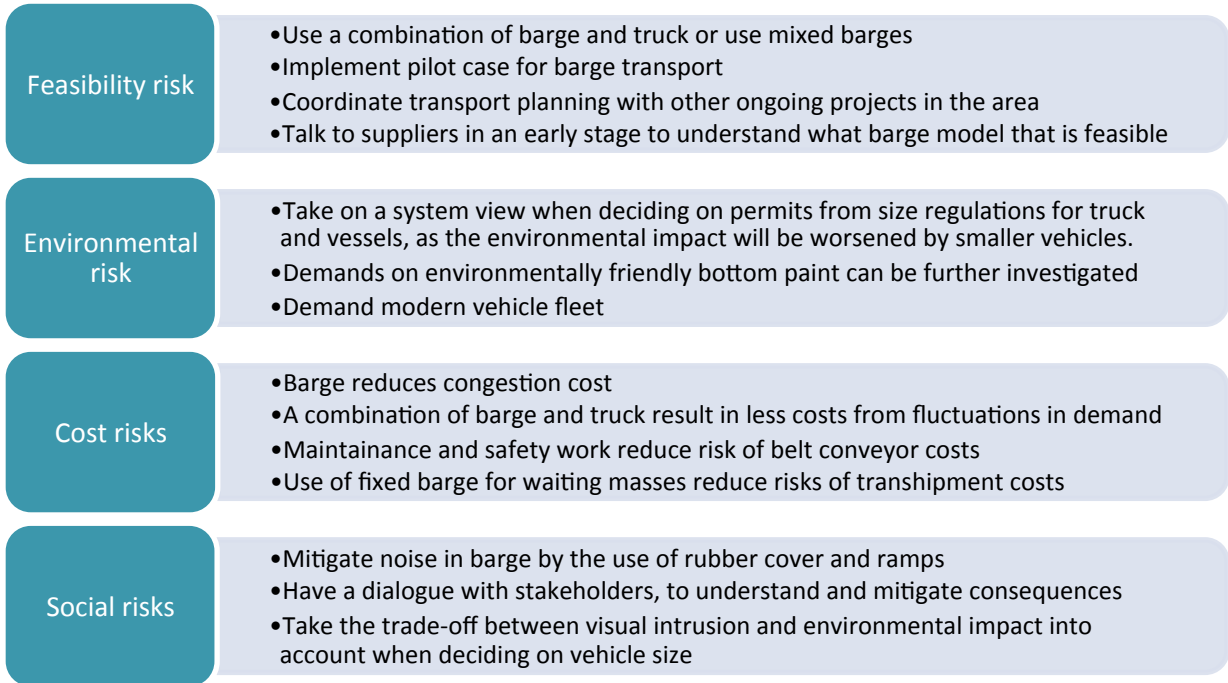 Feasibility risk
•Use a combination of barge and truck or use mixed barges
•Implement pilot case for barge transport
•Coordinate transport planning with other ongoing projects in the area
•Talk to suppliers in an early stage to understand what barge model that is feasible
Environmental
risk
•Take on a system view when deciding on permits from size regulations for truck
and vessels, as the environmental impact will be worsened by smaller vehicles.
•Demands on environmentally friendly bottom paint can be further investigated
•Demand modern vehicle fleet
Cost risks
•Barge reduces congestion cost
•A combination of barge and truck result in less costs from fluctuations in demand
•Maintainance and safety work reduce risk of belt conveyor costs
•Use of fixed barge for waiting masses reduce risks of transhipment costs
Social risks
•Mitigate noise in barge by the use of rubber cover and ramps
•Have a dialogue with stakeholders, to understand and mitigate consequences
•Take the trade-off between visual intrusion and environmental impact into
account when deciding on vehicle size